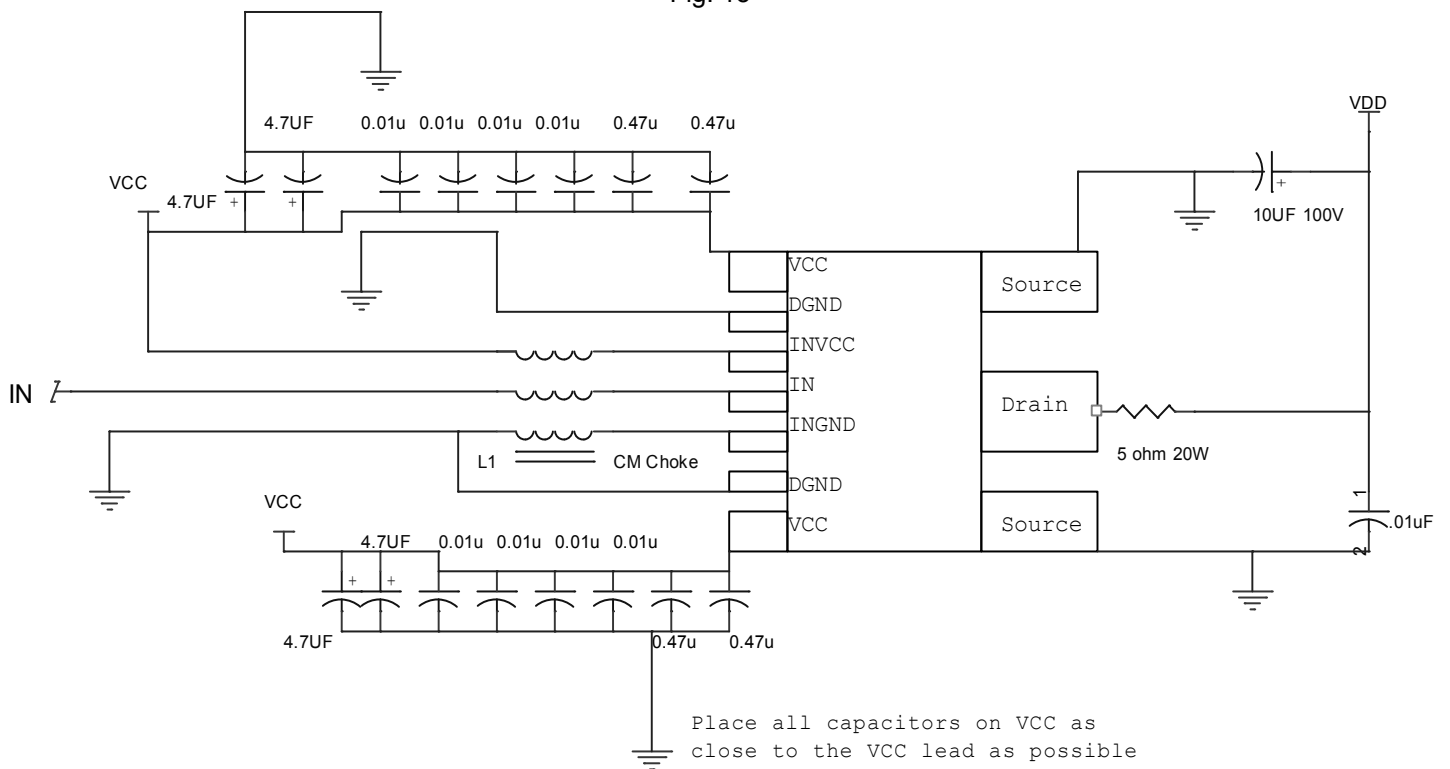 VDD
4.7UF 0.01u 0.01u 0.01u 0.01u 0.47u 0.47u
VCC
4.7UF + +
+
10UF 100V
VCC
Source
DGND
INVCC
IN
IN
Drain
INGND
5 ohm 20W
L1 CM Choke
DGND
VCC
VCC
Source
1
.01uF
2
4.7UF 0.01u 0.01u 0.01u 0.01u
+ +
4.7UF 0.47u 0.47u
Place all capacitors on VCC as
close to the VCC lead as possible